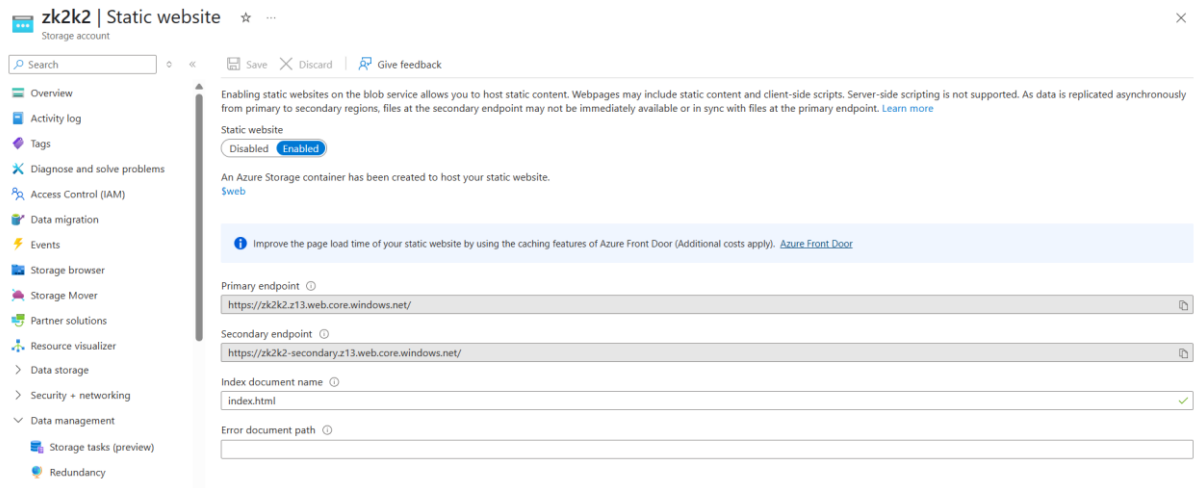 zk2k2 | Static website
Storage account
Search
Save
Discard
Give feedback
Overview
Activity log
Tags
Diagnose and solve problems
Access Control (IAM)
Data migration
Events
Storage browser
Storage Mover
Partner solutions
Resource visualizer
Data storage
Security + networking
Data management
Storage tasks (preview)
Redundancy
Enabling static websites on the blob service allows you to host static content. Webpages may include static content and client-side scripts. Server-side scripting is not supported. As data is replicated asynchronously
from primary to secondary regions, files at the secondary endpoint may not be immediately available or in sync with files at the primary endpoint. Learn more
Static website
Disabled Enabled
An Azure Storage container has been created to host your static website.
$web
Improve the page load time of your static website by using the caching features of Azure Front Door (Additional costs apply). Azure Front Door
Primary endpoint
https://zk2k2.z13.web.core.windows.net/
Secondary endpoint
https://zk2k2-secondary.z13.web.core.windows.net/
Index document name
index.html
Error document path